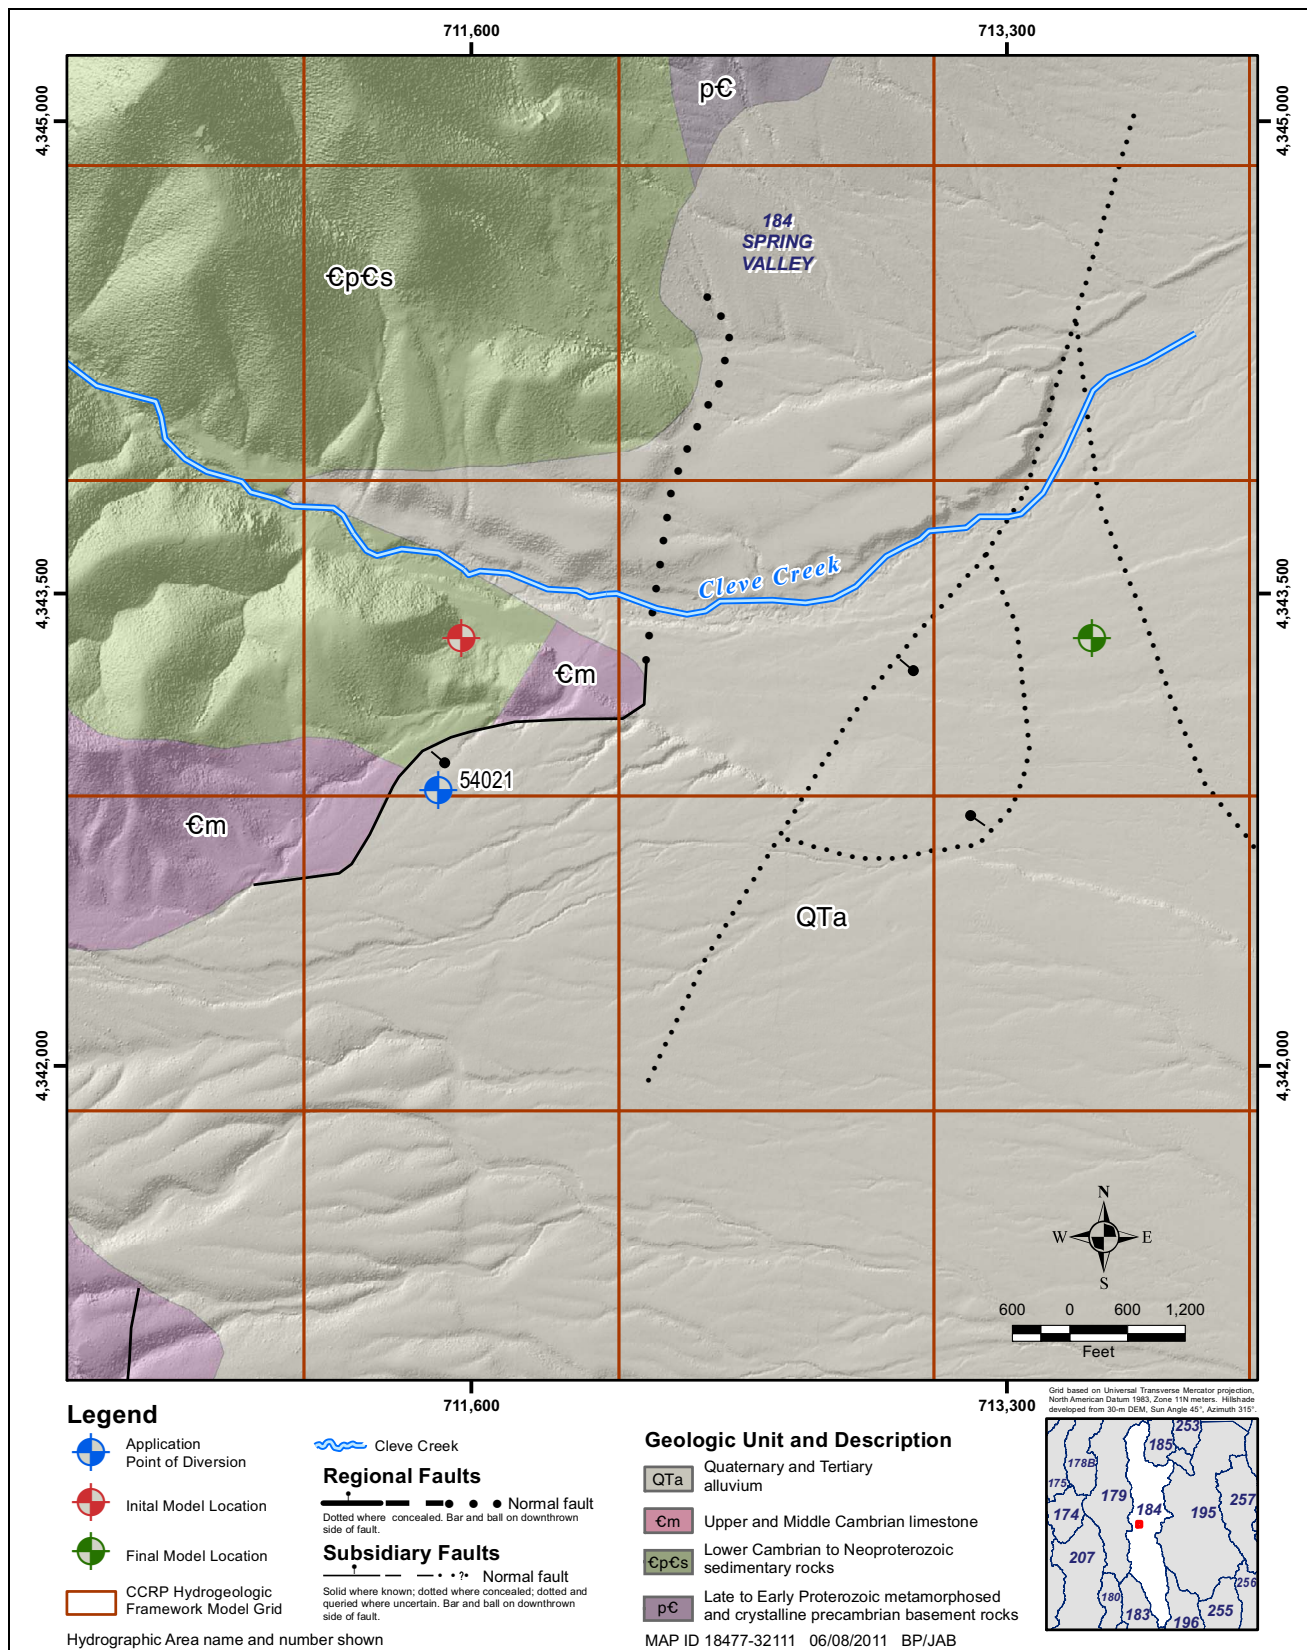 711,600
713,300
4,345,000
4,345,000
p€
184
SPRING
VALLEY
€p€s
4,343,500
4,343,500
Cleve Creek
€m
54021
€m
QTa
4,342,000
4,342,000
N
W
E
S
600 0 600 1,200
Feet
711,600
713,300
Grid based on Universal Transverse Mercator projection,
North American Datum 1983, Zone 11N meters. Hillshade
developed from 30-m DEM, Sun Angle 45°, Azimuth 315°.
Legend
Application
Point of Diversion
Inital Model Location
Final Model Location
CCRP Hydrogeologic
Framework Model Grid
Hydrographic Area name and number shown
Cleve Creek
Regional Faults
Normal fault
Dotted where concealed. Bar and ball on downthrown
side of fault.
Subsidiary Faults
?
Normal fault
Solid where known; dotted where concealed; dotted and
queried where uncertain. Bar and ball on downthrown
side of fault.
Geologic Unit and Description
QTa
Quaternary and Tertiary
alluvium
€m
Upper and Middle Cambrian limestone
€p€s
Lower Cambrian to Neoproterozoic
sedimentary rocks
p€
Late to Early Proterozoic metamorphosed
and crystalline precambrian basement rocks
MAP ID 18477-32111 06/08/2011 BP/JAB
253
185
178B
175
179
184
257
174
195
207
256
180
183
255
196